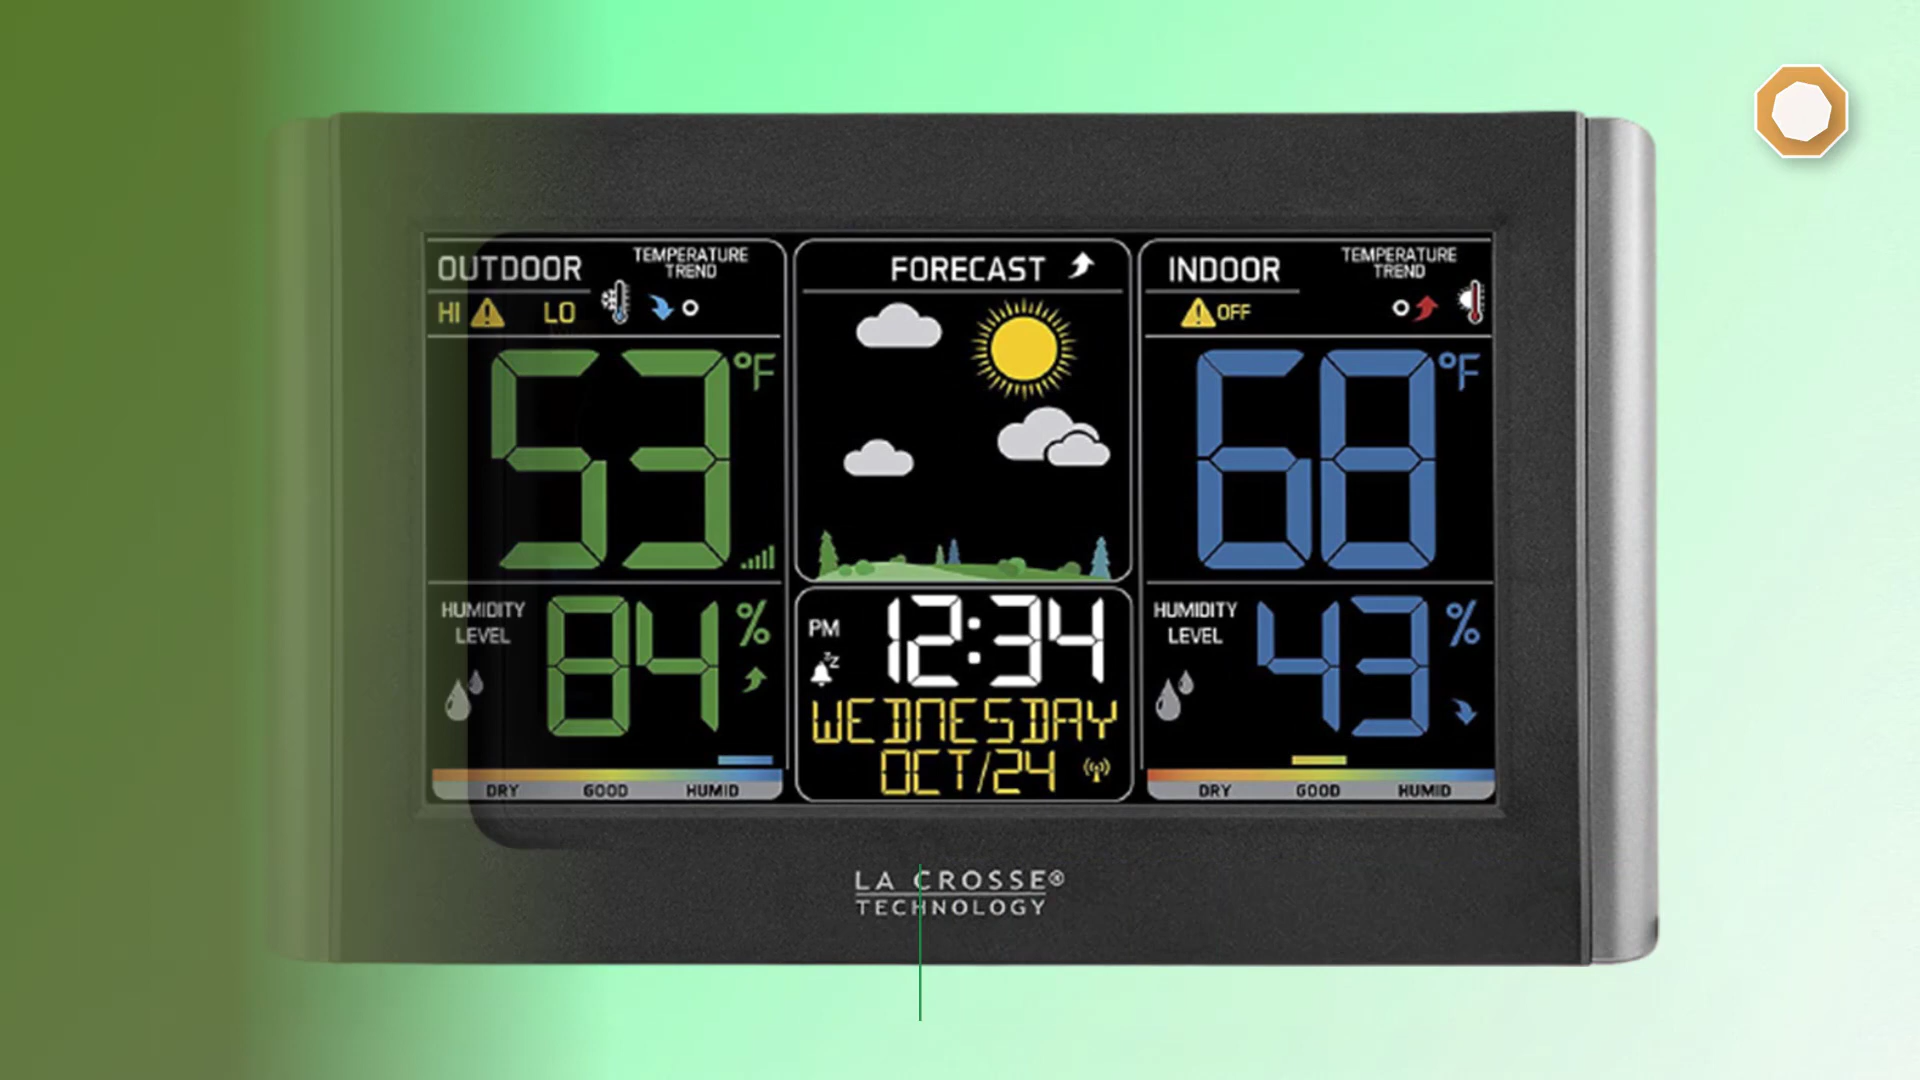 OUTDOOR
TEMPERATURE
TREND
HI LO
53 °F
HUMIDITY
LEVEL
84 %
DRY GOOD HUMID
FORECAST
PM 12:34
zZ
WEDNESDAY
OCT/24
INDOOR
TEMPERATURE
TREND
OFF
68 °F
HUMIDITY
LEVEL
43 %
DRY GOOD HUMID
LA CROSSE®
TECHNOLOGY